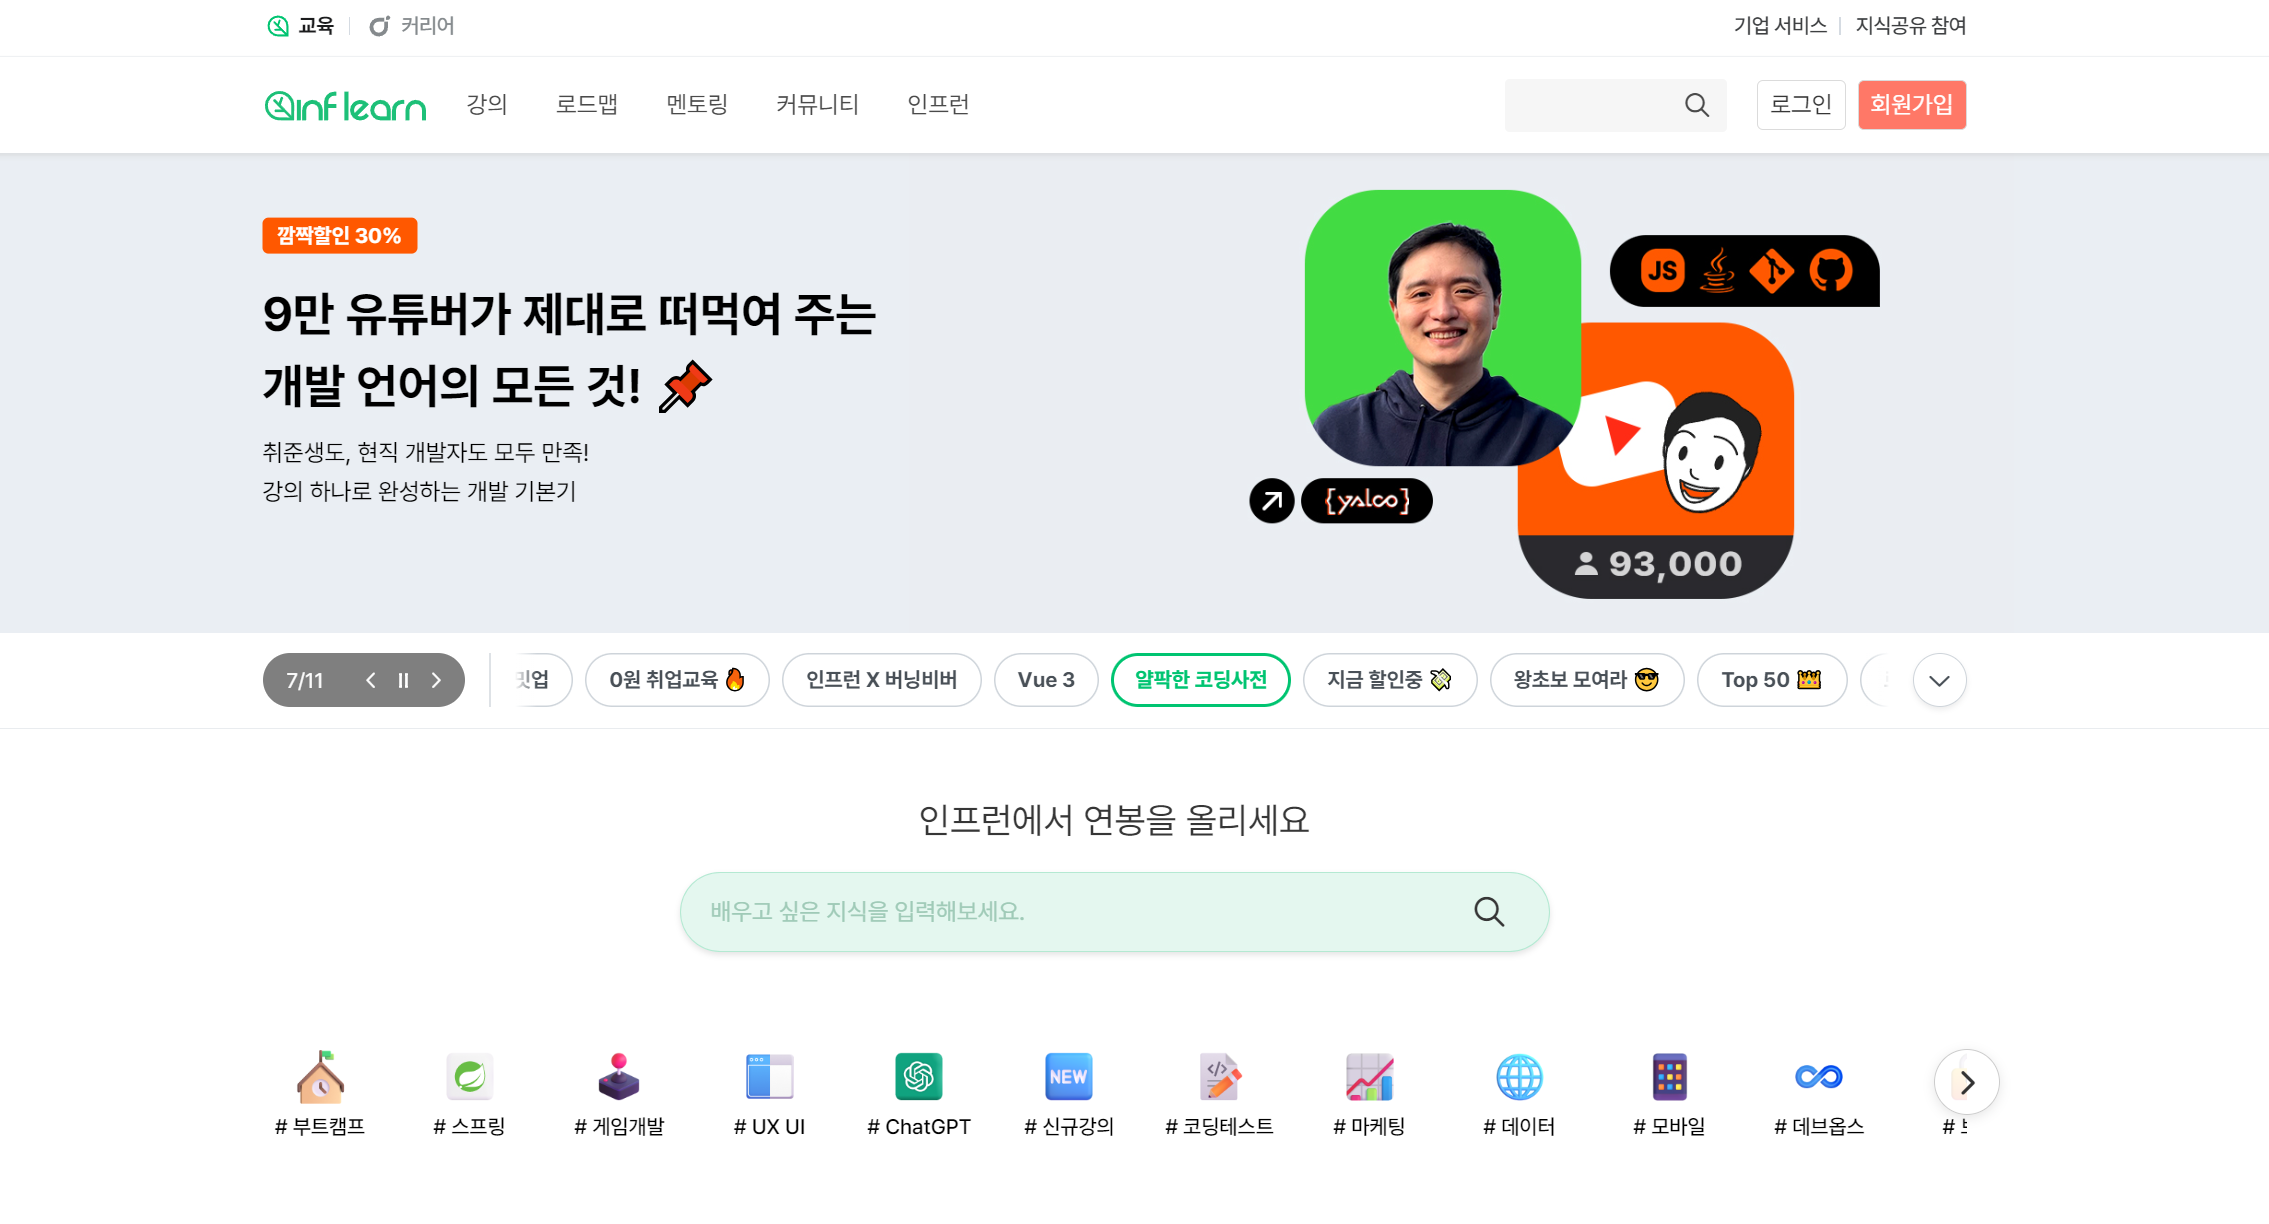 교육
커리어
기업 서비스
지식공유 참여
inflearn
강의
로드맵
멘토링
커뮤니티
인프런
로그인
회원가입
깜짝할인 30%
9만 유튜버가 제대로 떠먹여 주는
개발 언어의 모든 것!
취준생도, 현직 개발자도 모두 만족!
강의 하나로 완성하는 개발 기본기
JS
{yalco}
93,000
7/11
밋업
0원 취업교육
인프런 X 버닝비버
Vue 3
얄팍한 코딩사전
지금 할인중
왕초보 모여라
Top 50
인프런에서 연봉을 올리세요
배우고 싶은 지식을 입력해보세요.
NEW
</>
# 부트캠프
# 스프링
# 게임개발
# UX UI
# ChatGPT
# 신규강의
# 코딩테스트
# 마케팅
# 데이터
# 모바일
# 데브옵스
#